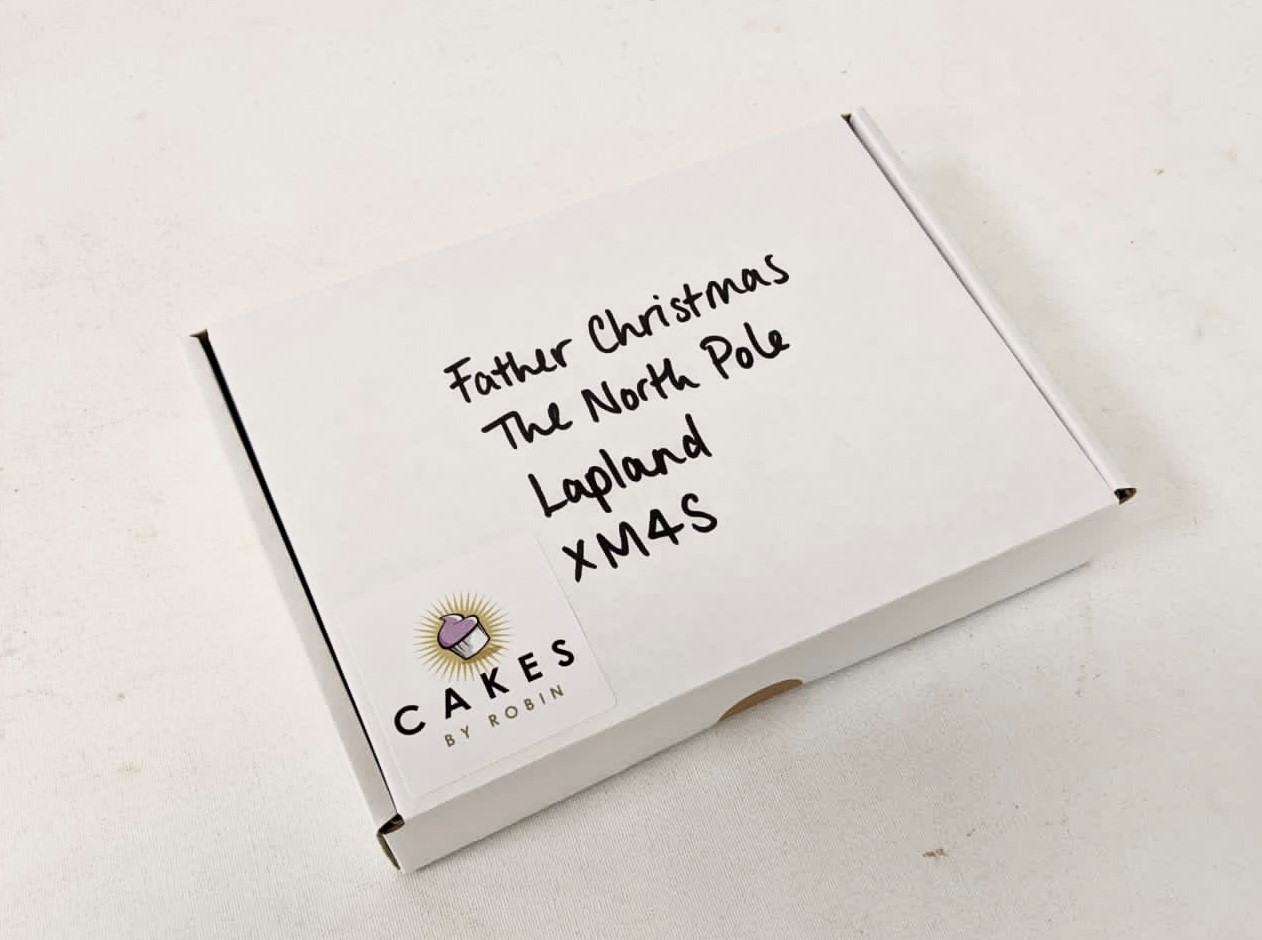 Father Christmas
The North Pole
Lapland
XM4S
CAKES
BY ROBIN